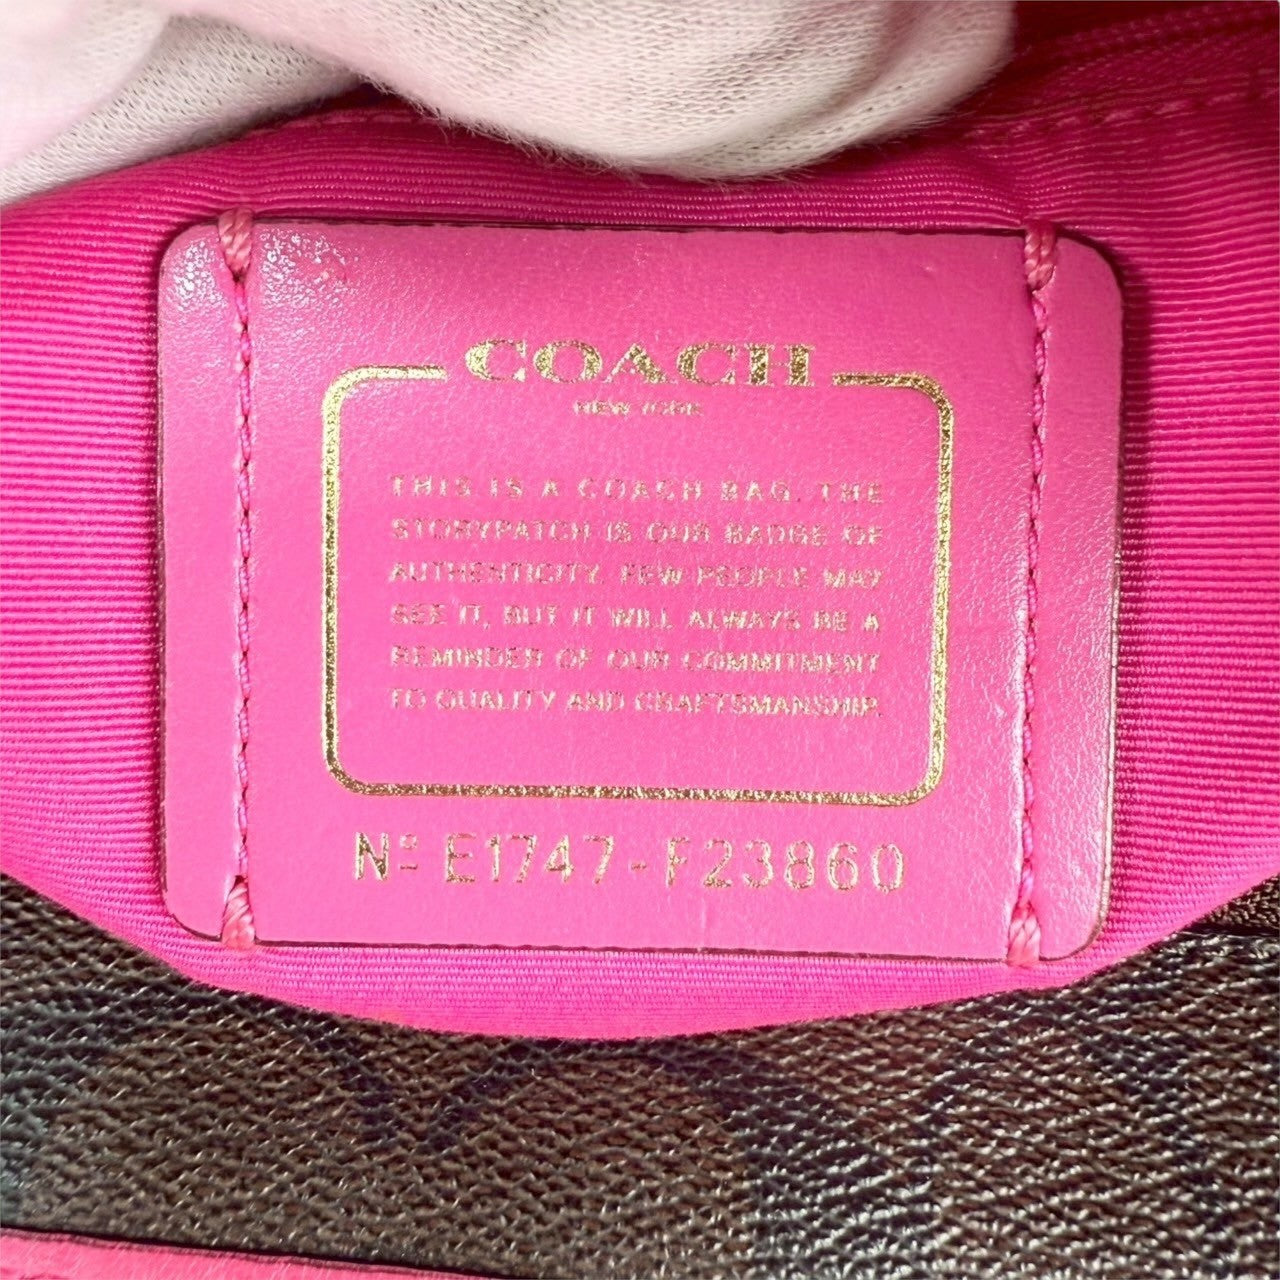 COACH
NEW YORK
THIS IS A COACH BAG. THE
STORYPATCH IS OUR BADGE OF
AUTHENTICITY. FEW PEOPLE MAY
SEE IT, BUT IT WILL ALWAYS BE A
REMINDER OF OUR COMMITMENT
TO QUALITY AND CRAFTSMANSHIP.
Nº E1747-F23860